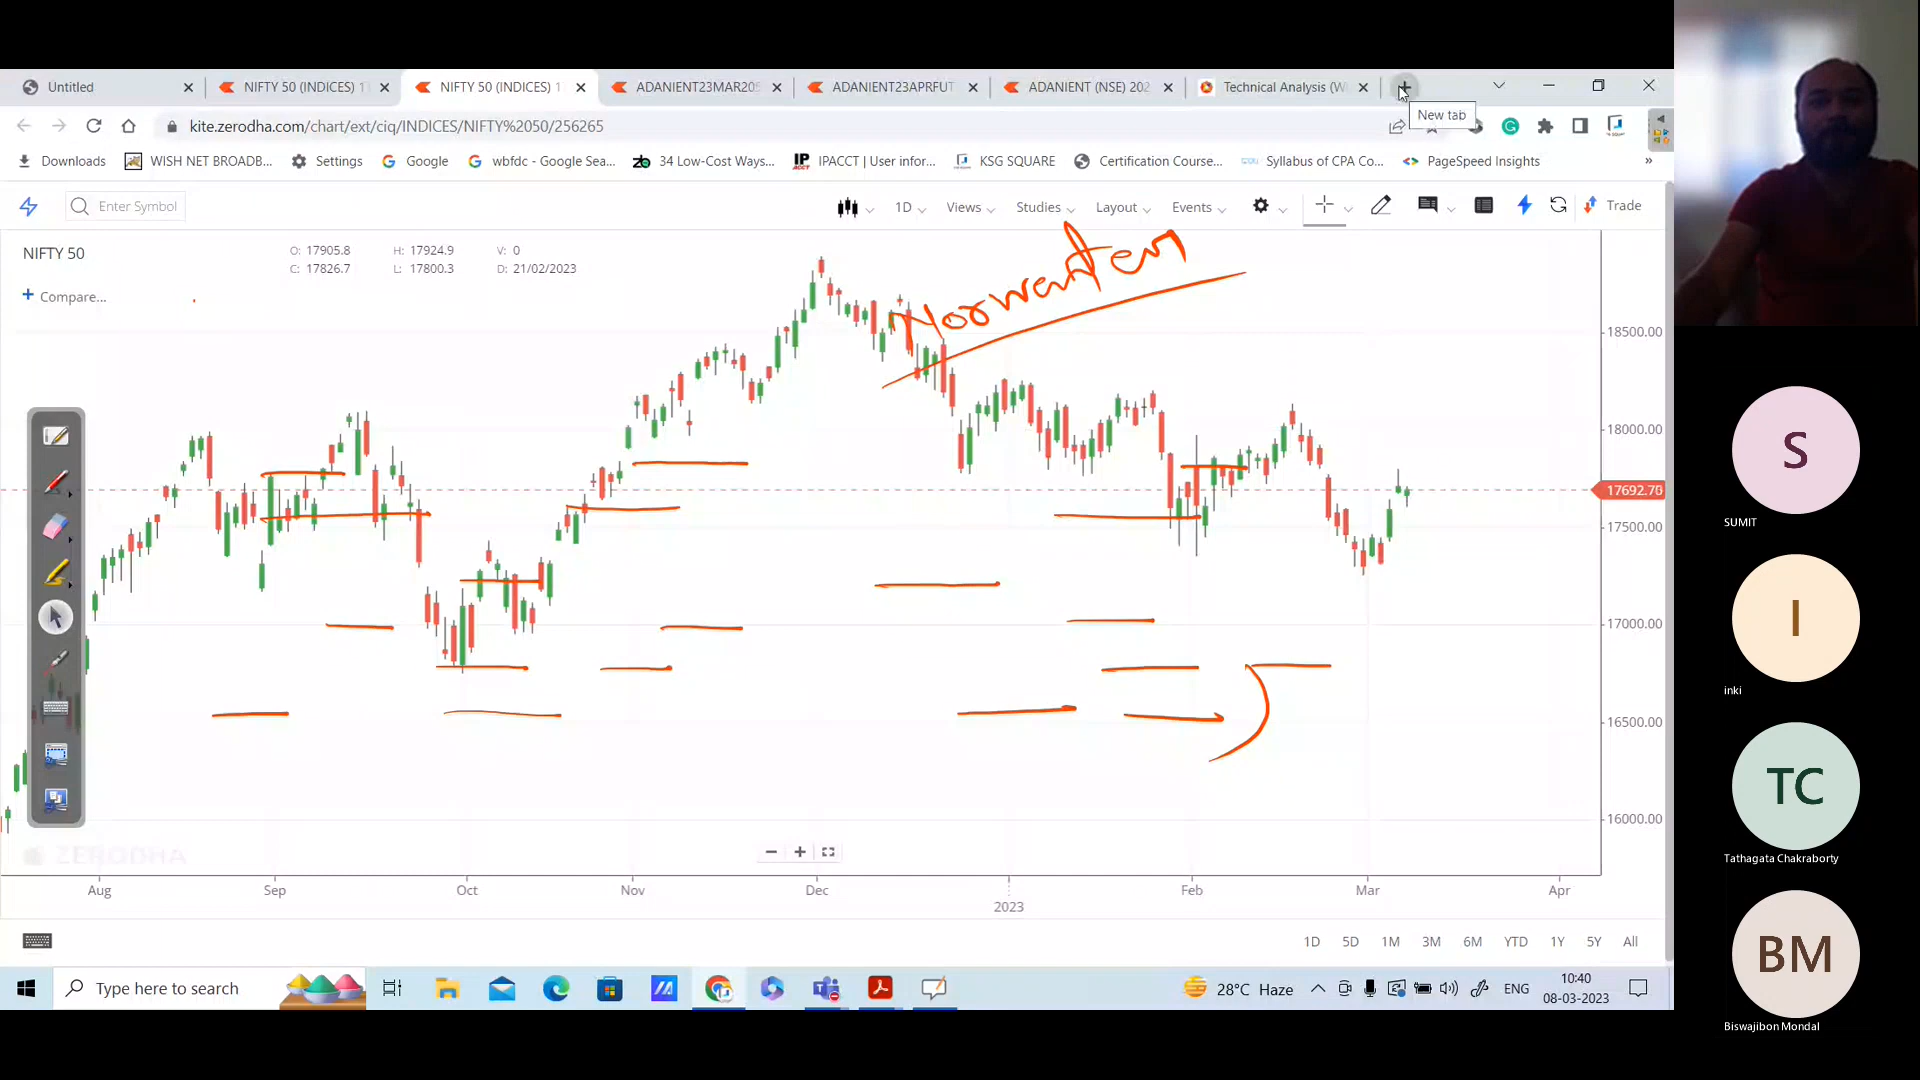 Untitled
NIFTY 50 (INDICES) 1
NIFTY 50 (INDICES) 1
ADANIENT23MAR205
ADANIENT23APRFUT
ADANIENT (NSE) 202
Technical Analysis (W
New tab
kite.zerodha.com/chart/ext/ciq/INDICES/NIFTY%2050/256265
Downloads
WISH NET BROADB...
Settings
Google
wbfdc - Google Sea...
34 Low-Cost Ways...
IPACCT | User infor...
KSG SQUARE
Certification Course...
Syllabus of CPA Co...
PageSpeed Insights
»
Enter Symbol
1D
Views
Studies
Layout
Events
Trade
NIFTY 50
O: 17905.8
H: 17924.9
V: 0
C: 17826.7
L: 17800.3
D: 21/02/2023
+ Compare...
18500.00
18000.00
17692.70
17500.00
17000.00
16500.00
16000.00
ZERODHA
Aug
Sep
Oct
Nov
Dec
2023
Feb
Mar
Apr
1D
5D
1M
3M
6M
YTD
1Y
5Y
All
Type here to search
28°C Haze
ENG
10:40
08-03-2023
S
SUMIT
I
inki
TC
Tathagata Chakraborty
BM
Biswajibon Mondal